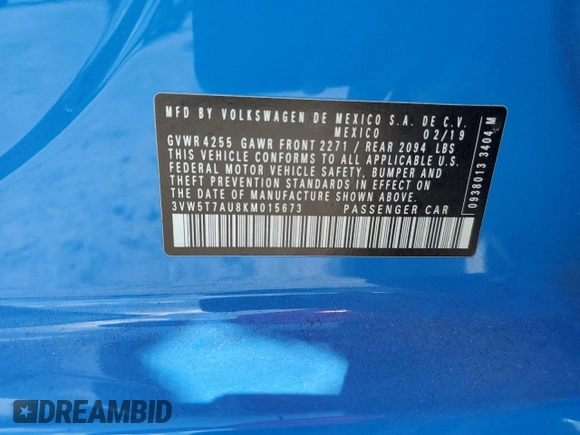 MFD BY VOLKSWAGEN DE MEXICO S.A. DE C.V.
MEXICO 02/19
GVWR 4255 GAWR FRONT 2271 / REAR 2094 LBS
THIS VEHICLE CONFORMS TO ALL APPLICABLE U.S.
FEDERAL MOTOR VEHICLE SAFETY, BUMPER AND
THEFT PREVENTION STANDARDS IN EFFECT ON
THE DATE OF MANUFACTURE SHOWN ABOVE.
3VW5T7AU8KM015673 PASSENGER CAR
0938013 3404 M
DREAMBID